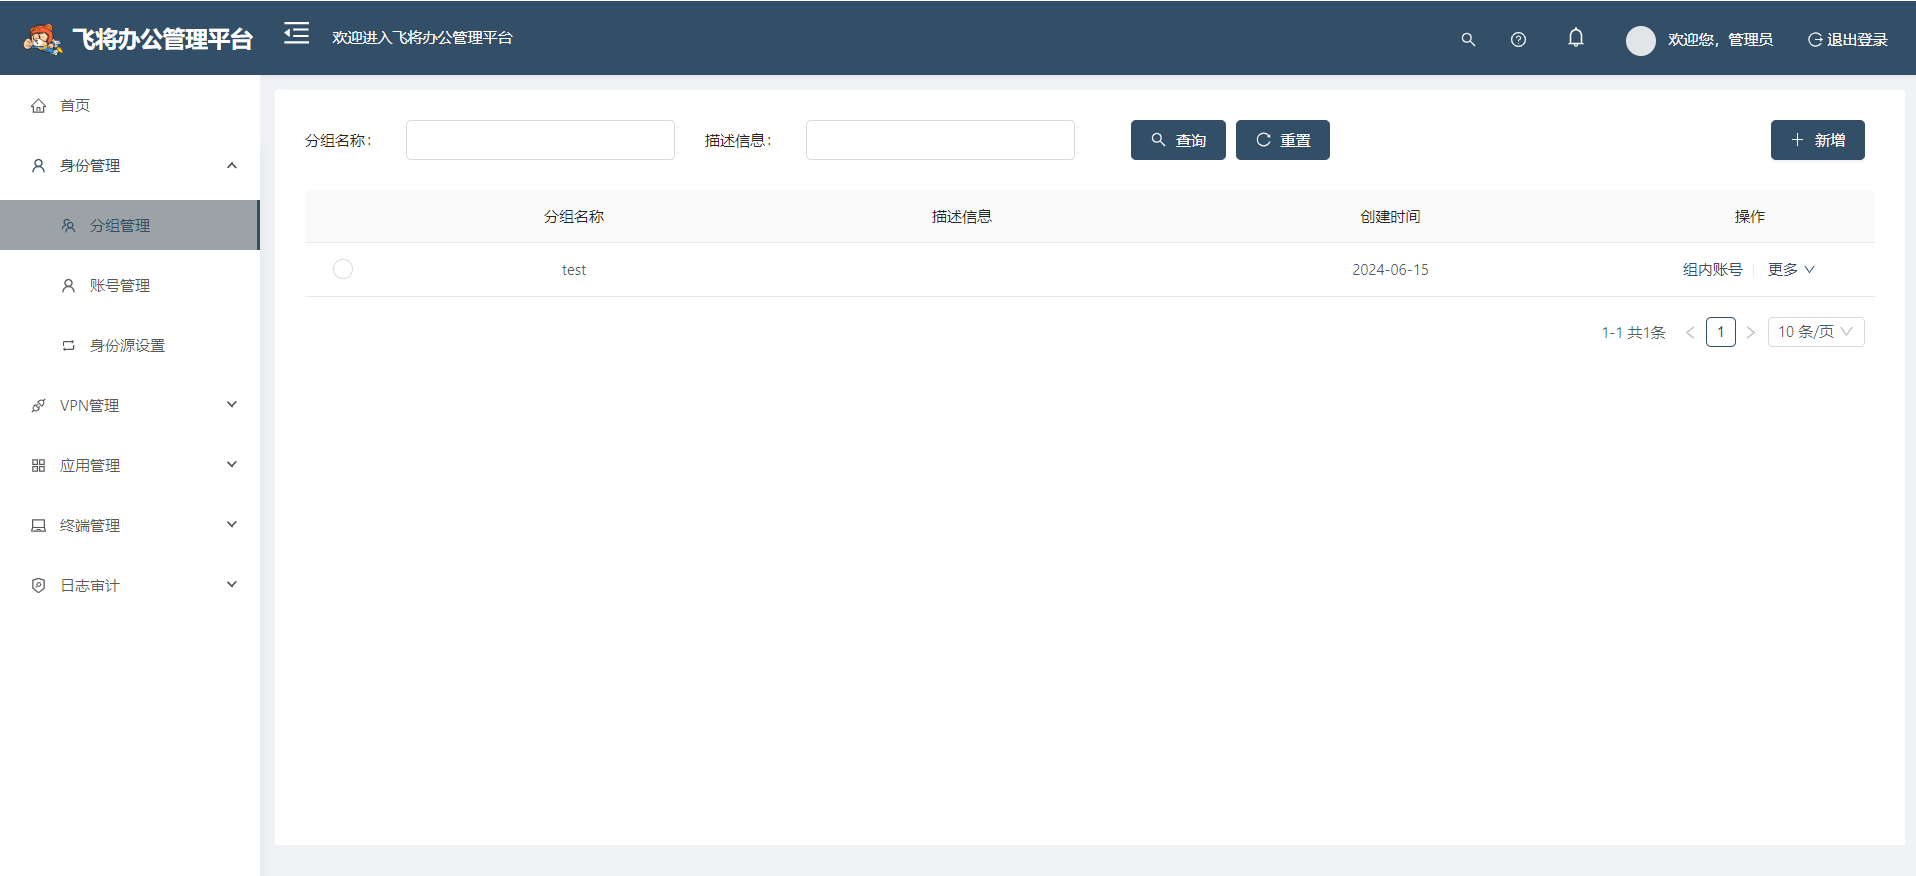 飞将办公管理平台
欢迎进入飞将办公管理平台
欢迎您，管理员
退出登录
首页
身份管理
分组管理
账号管理
身份源设置
VPN管理
应用管理
终端管理
日志审计
分组名称：
描述信息：
查询
重置
新增
分组名称 描述信息 创建时间 操作
test 2024-06-15 组内账号 更多
1-1 共1条 1 10 条/页